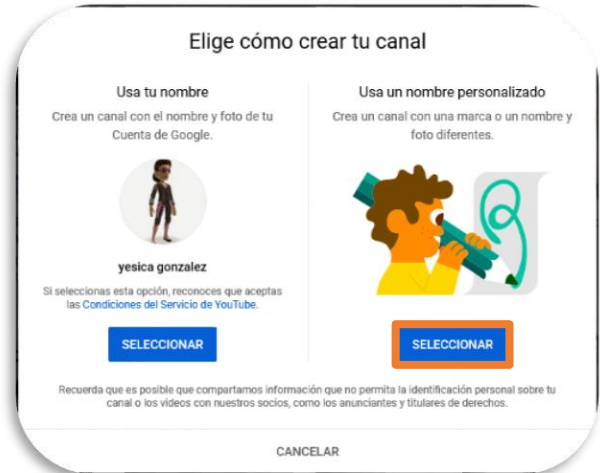 Elige cómo crear tu canal
Usa tu nombre
Crea un canal con el nombre y foto de tu
Cuenta de Google.
yesica gonzalez
Si seleccionas esta opción, reconoces que aceptas
las Condiciones del Servicio de YouTube.
SELECCIONAR
Usa un nombre personalizado
Crea un canal con una marca o un nombre y
foto diferentes.
SELECCIONAR
Recuerda que es posible que compartamos información que no permita la identificación personal sobre tu
canal o los videos con nuestros socios, como los anunciantes y titulares de derechos.
CANCELAR